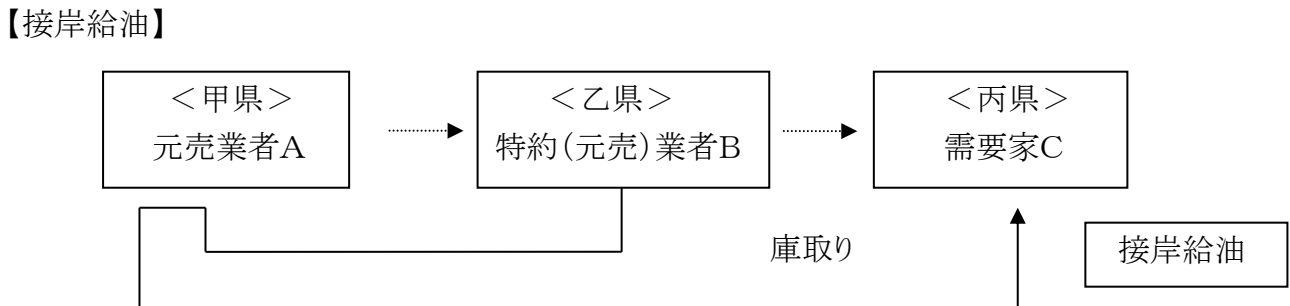 【接岸給油】
＜甲県＞
元売業者A
＜乙県＞
特約(元売)業者B
＜丙県＞
需要家C
庫取り
接岸給油